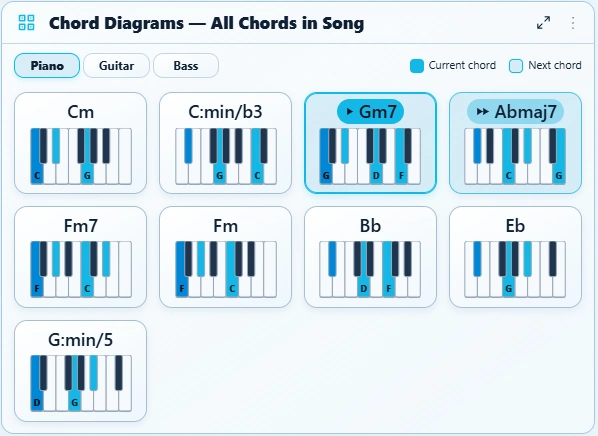 Chord Diagrams — All Chords in Song
Piano Guitar Bass Current chord Next chord
Cm C:min/b3 Gm7 Abmaj7
C G G C G D F C G
Fm7 Fm Bb Eb
F C F C D F G
G:min/5
D G